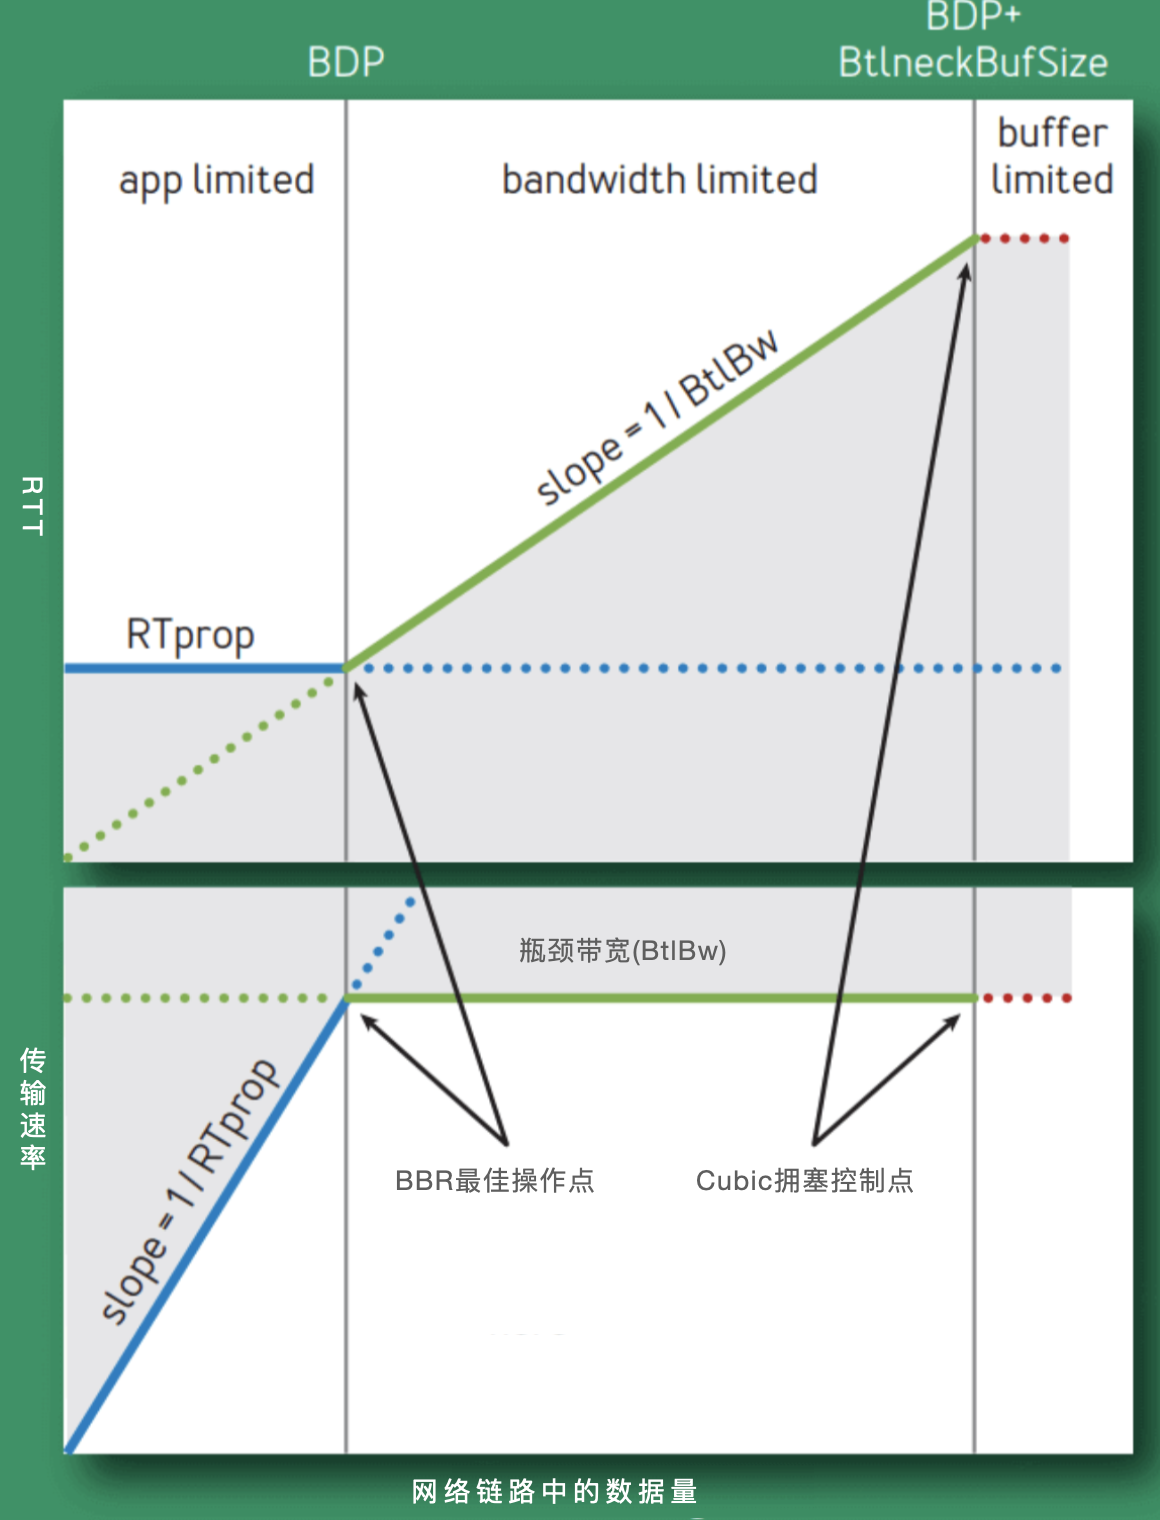 BDP
BDP+
BtlneckBufSize
app limited
bandwidth limited
buffer
limited
slope = 1 / BtlBw
RTT
RTprop
瓶颈带宽(BtlBw)
传输速率
slope = 1 / RTprop
BBR最佳操作点
Cubic拥塞控制点
网络链路中的数据量